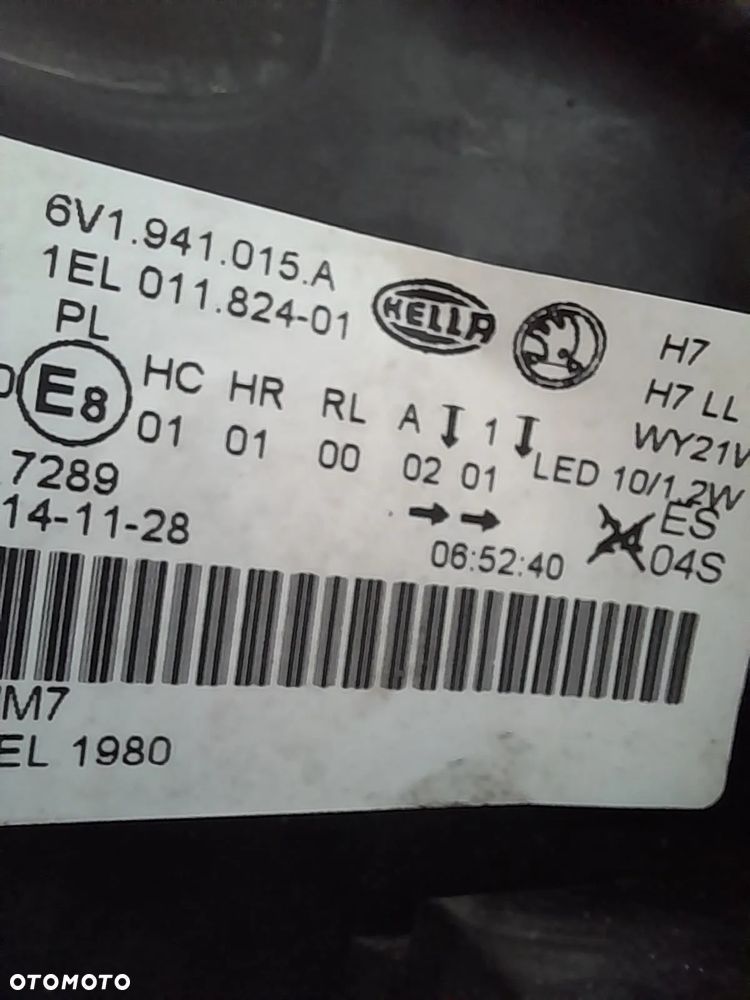 6V1.941.015.A
1EL 011.824-01
HELLA
PL
E8
HC HR RL A 1
01 01 00 02 01
H7
H7 LL
WY21W
LED 10/1.2W
7289
14-11-28
06:52:40
24
ES
04S
M7
EL 1980
OTOMOTO